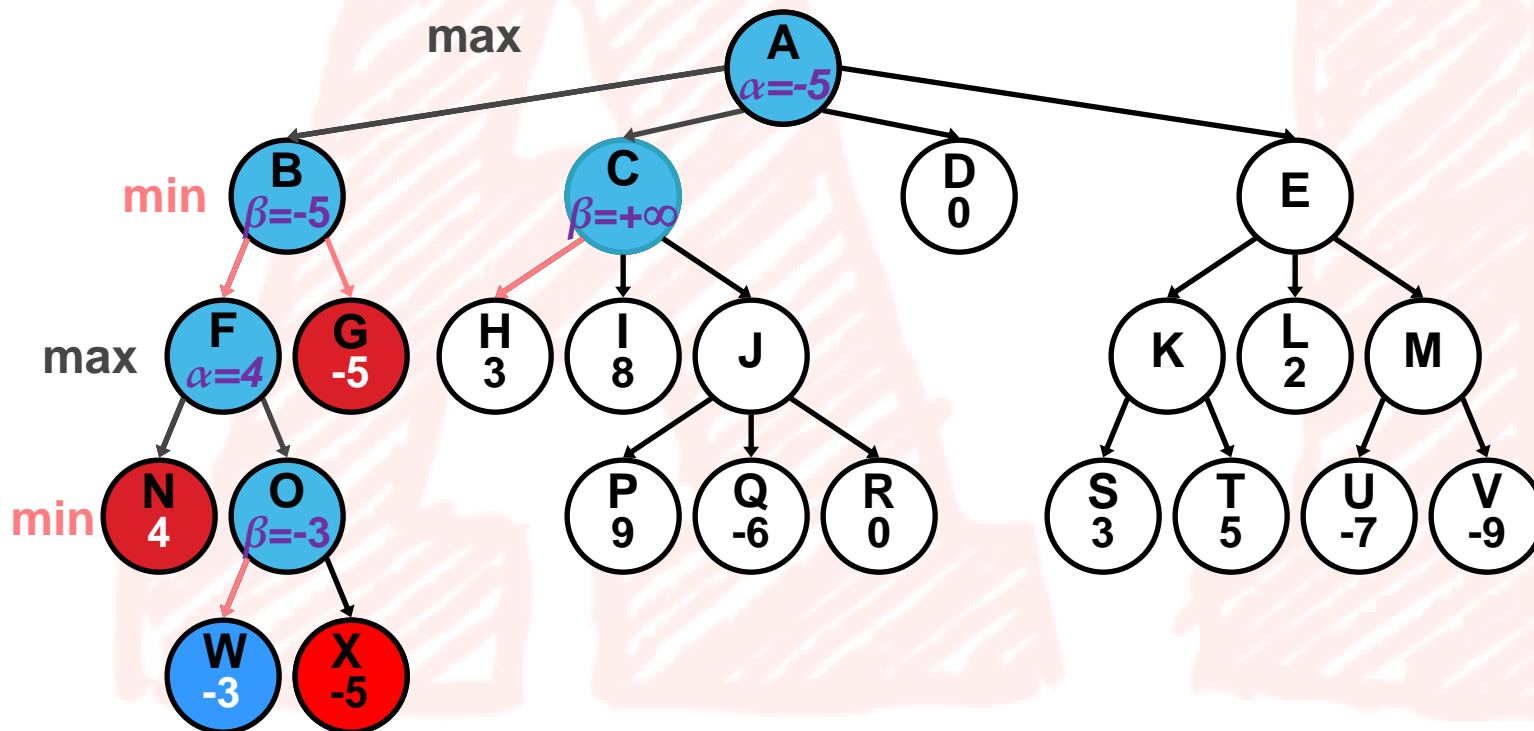 max
A
α=-5
min
B
β=-5
C
β=+∞
D
0
E
max
F
α=4
G
-5
H
3
I
8
J
K
L
2
M
min
N
4
O
β=-3
P
9
Q
-6
R
0
S
3
T
5
U
-7
V
-9
W
-3
X
-5